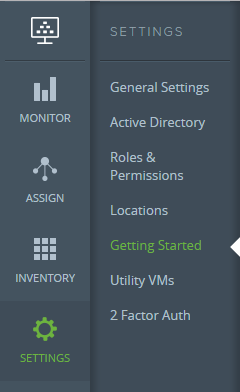 SETTINGS
MONITOR
ASSIGN
INVENTORY
SETTINGS
General Settings
Active Directory
Roles &
Permissions
Locations
Getting Started
Utility VMs
2 Factor Auth